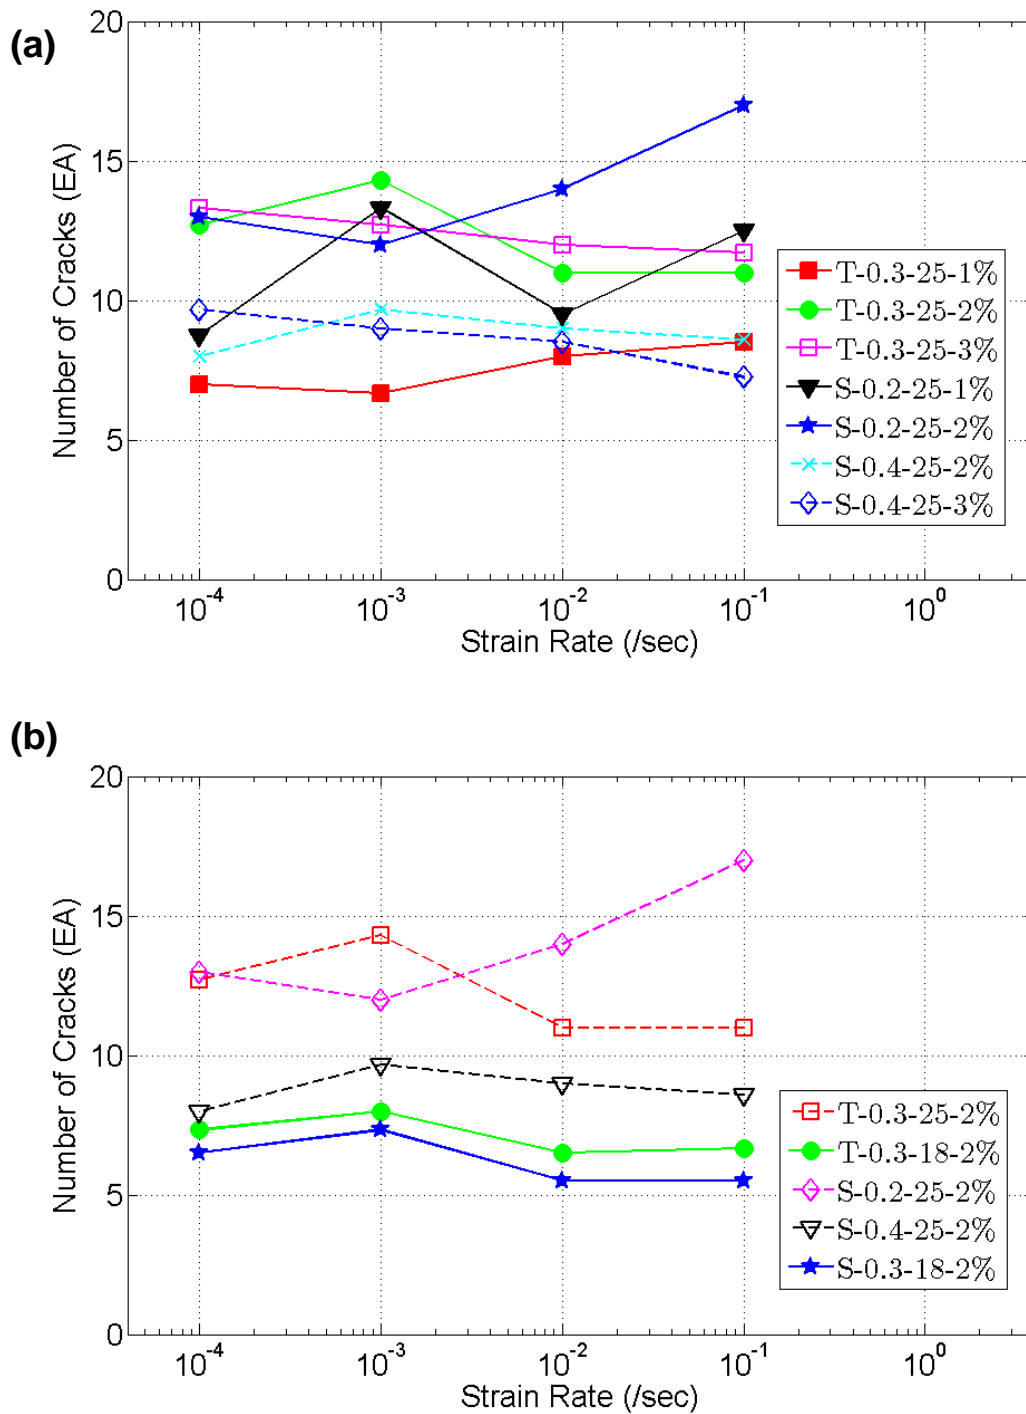 (a)
20
15
10
5
0
Number of Cracks (EA)
T-0.3-25-1%
T-0.3-25-2%
T-0.3-25-3%
S-0.2-25-1%
S-0.2-25-2%
S-0.4-25-2%
S-0.4-25-3%
10⁻⁴ 10⁻³ 10⁻² 10⁻¹ 10⁰
Strain Rate (/sec)
(b)
20
15
10
5
0
Number of Cracks (EA)
T-0.3-25-2%
T-0.3-18-2%
S-0.2-25-2%
S-0.4-25-2%
S-0.3-18-2%
10⁻⁴ 10⁻³ 10⁻² 10⁻¹ 10⁰
Strain Rate (/sec)